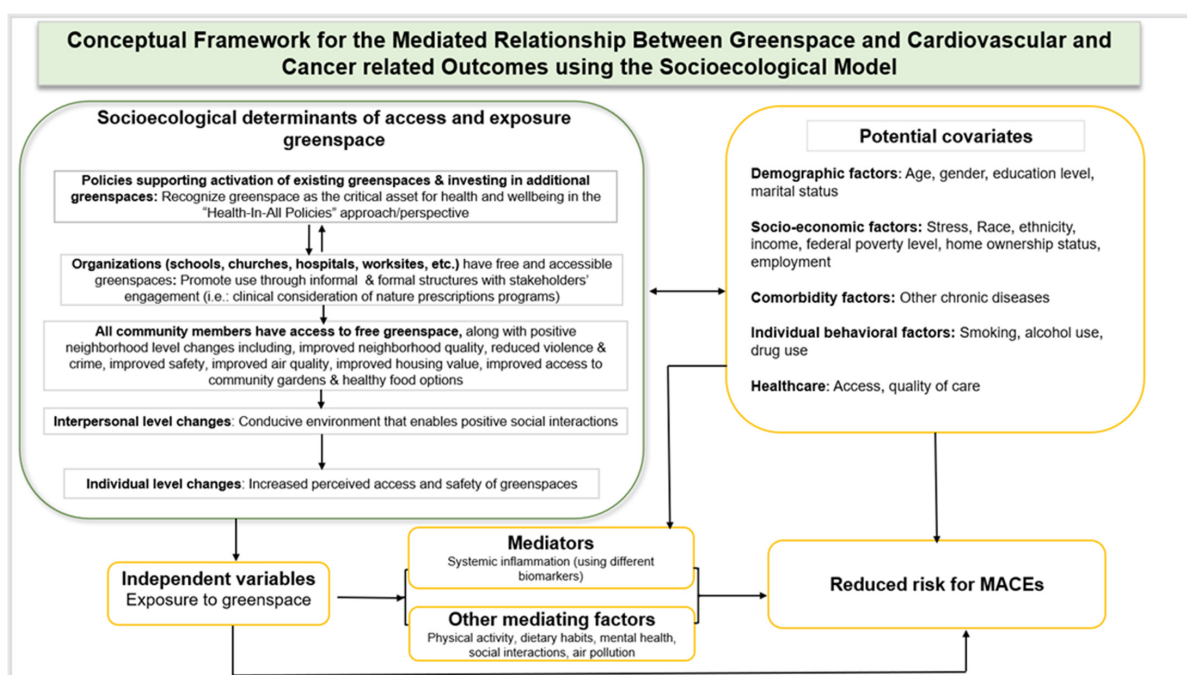 Conceptual Framework for the Mediated Relationship Between Greenspace and Cardiovascular and
Cancer related Outcomes using the Socioecological Model
Socioecological determinants of access and exposure
greenspace
Policies supporting activation of existing greenspaces & investing in additional
greenspaces: Recognize greenspace as the critical asset for health and wellbeing in the
“Health-In-All Policies” approach/perspective
Organizations (schools, churches, hospitals, worksites, etc.) have free and accessible
greenspaces: Promote use through informal & formal structures with stakeholders'
engagement (i.e.: clinical consideration of nature prescriptions programs)
All community members have access to free greenspace, along with positive
neighborhood level changes including, improved neighborhood quality, reduced violence &
crime, improved safety, improved air quality, improved housing value, improved access to
community gardens & healthy food options
Interpersonal level changes: Conducive environment that enables positive social interactions
Individual level changes: Increased perceived access and safety of greenspaces
Potential covariates
Demographic factors: Age, gender, education level,
marital status
Socio-economic factors: Stress, Race, ethnicity,
income, federal poverty level, home ownership status,
employment
Comorbidity factors: Other chronic diseases
Individual behavioral factors: Smoking, alcohol use,
drug use
Healthcare: Access, quality of care
Independent variables
Exposure to greenspace
Mediators
Systemic inflammation (using different
biomarkers)
Other mediating factors
Physical activity, dietary habits, mental health,
social interactions, air pollution
Reduced risk for MACEs